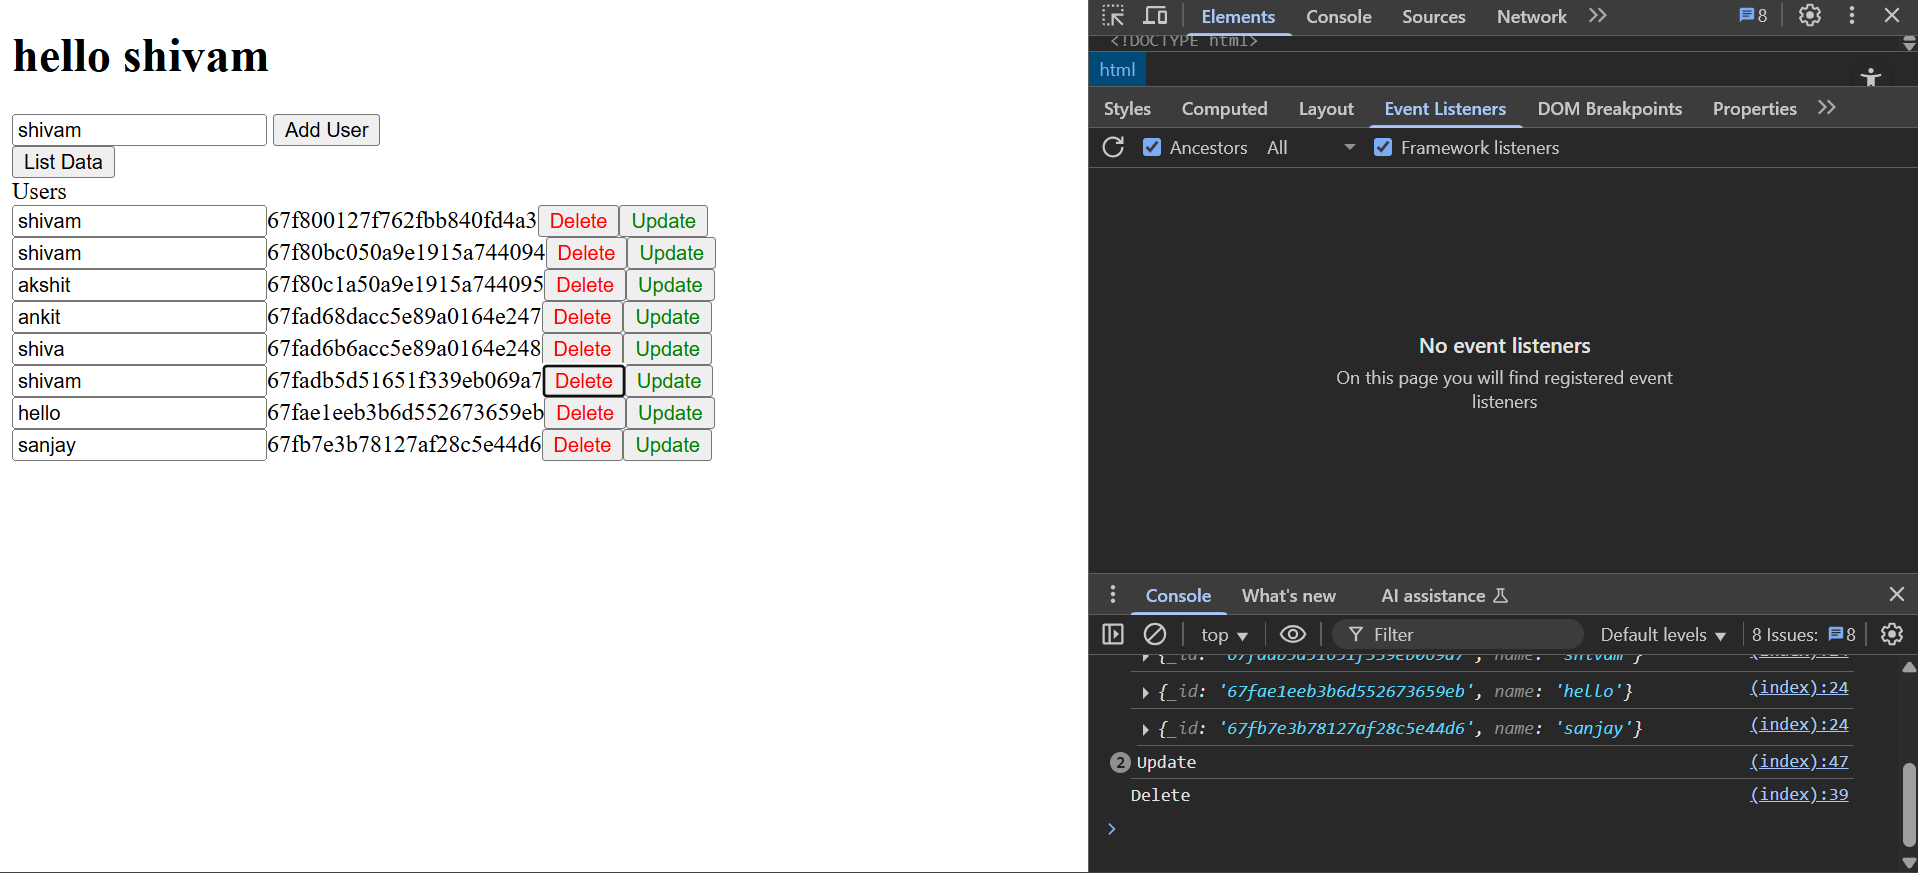 hello shivam
shivam Add User
List Data
Users
shivam 67f800127f762fbb840fd4a3 Delete Update
shivam 67f80bc050a9e1915a744094 Delete Update
akshit 67f80c1a50a9e1915a744095 Delete Update
ankit 67fad68dacc5e89a0164e247 Delete Update
shiva 67fad6b6acc5e89a0164e248 Delete Update
shivam 67fadb5d51651f339eb069a7 Delete Update
hello 67fae1eeb3b6d552673659eb Delete Update
sanjay 67fb7e3b78127af28c5e44d6 Delete Update
Elements Console Sources Network 8
<!DOCTYPE html>
html
Styles Computed Layout Event Listeners DOM Breakpoints Properties
Ancestors All Framework listeners
No event listeners
On this page you will find registered event
listeners
Console What's new AI assistance
top Filter Default levels 8 Issues: 8
{_id: '67fadb5d51651f339eb069a7', name: 'shivam'} (index):24
{_id: '67fae1eeb3b6d552673659eb', name: 'hello'} (index):24
{_id: '67fb7e3b78127af28c5e44d6', name: 'sanjay'} (index):24
2 Update (index):47
Delete (index):39